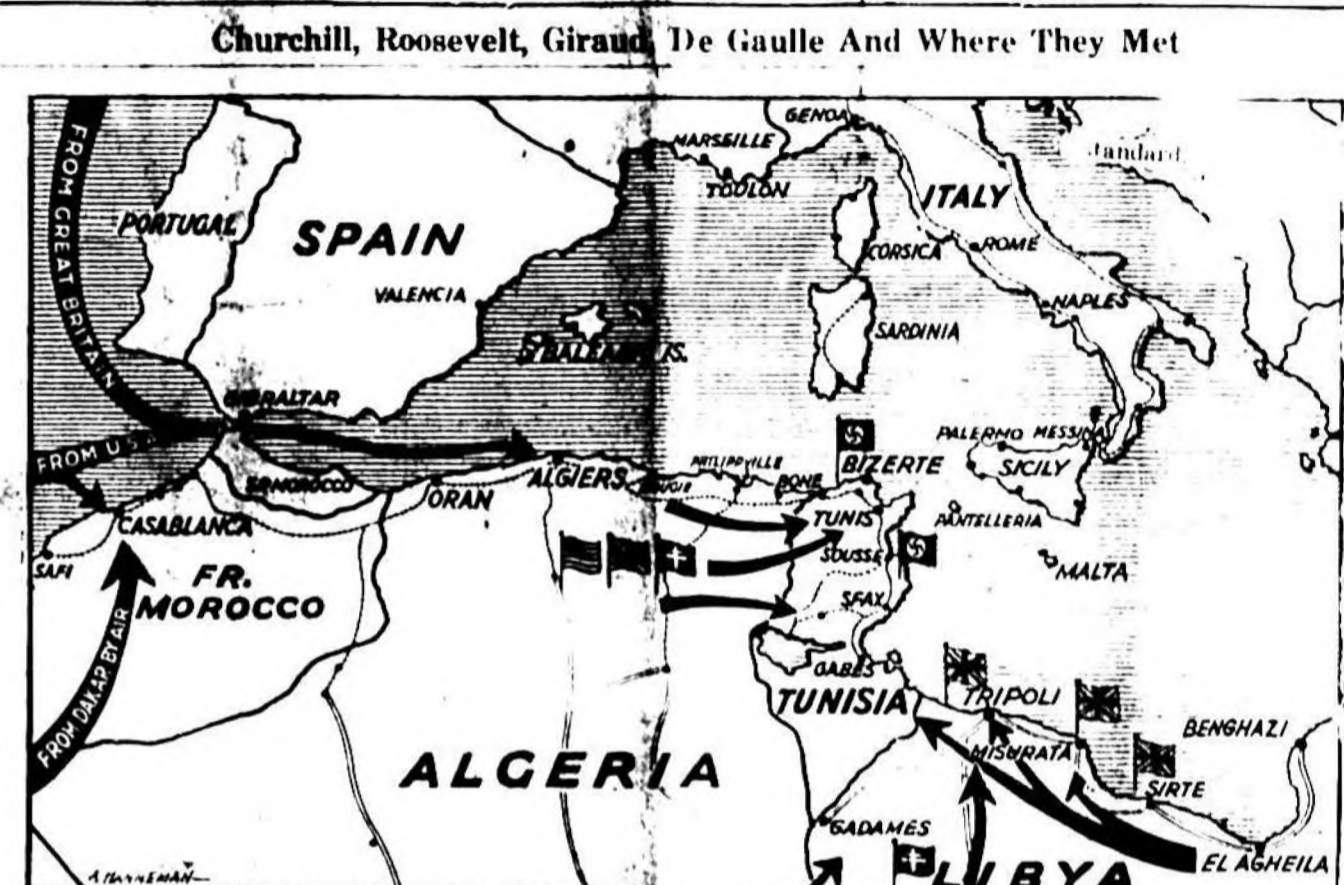 Churchill, Roosevelt, Giraud, De Gaulle And Where They Met
FROM GREAT BRITAIN
PORTUGAL
SPAIN
VALENCIA
MARSEILLE
TOULON
GENOA
ITALY
tandard
CORSICA
ROME
NAPLES
SARDINIA
GIBRALTAR
FROM U.S.
SP. MOROCCO
ORAN
ALGIERS
PHILIPPVILLE
BONE
BIZERTE
PALERMO
MESSINA
SICILY
CASABLANCA
TUNIS
PANTELLERIA
SAFI
FR.
MOROCCO
SOUSSE
MALTA
SFAX
FROM DAKAR BY AIR
GABES
TUNISIA
TRIPOLI
MISURATA
BENGHAZI
ALGERIA
SIRTE
GADAMES
LIBYA
EL AGHEILA